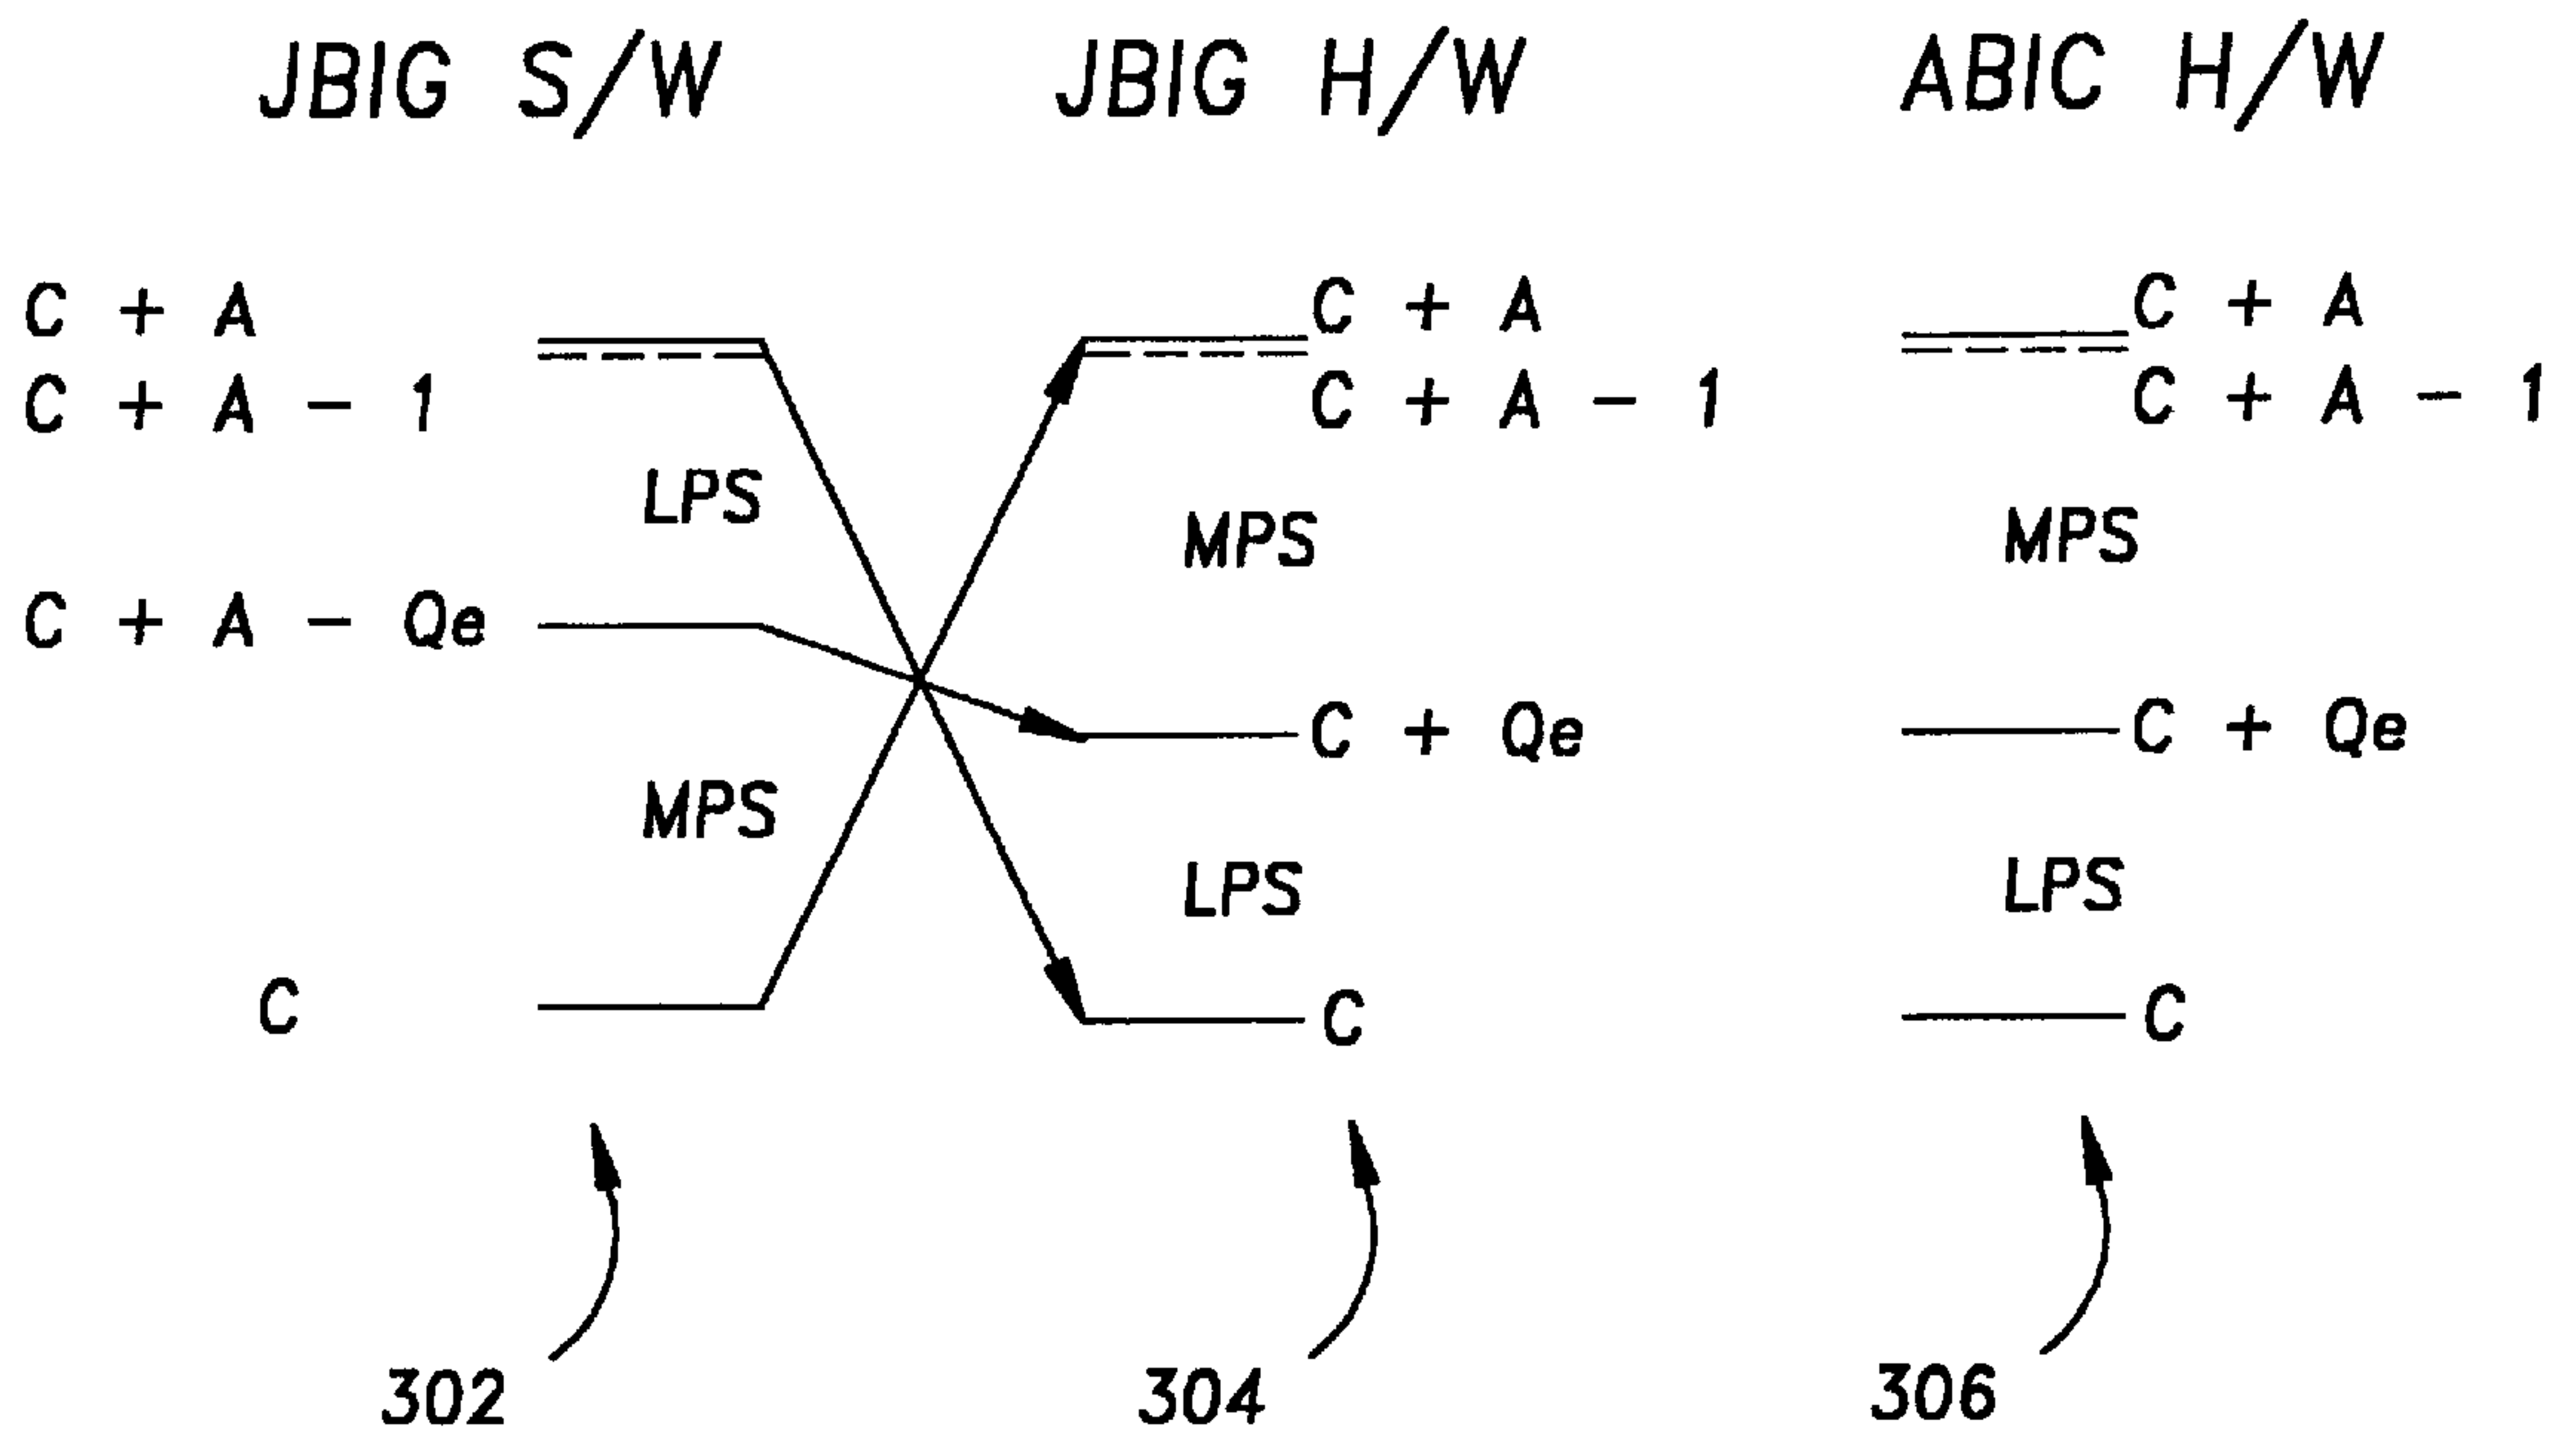 JBIG S/W JBIG H/W ABIC H/W
C + A C + A C + A
C + A - 1 C + A - 1 C + A - 1
LPS MPS MPS
C + A - Qe C + Qe C + Qe
MPS LPS LPS
C C C
302 304 306